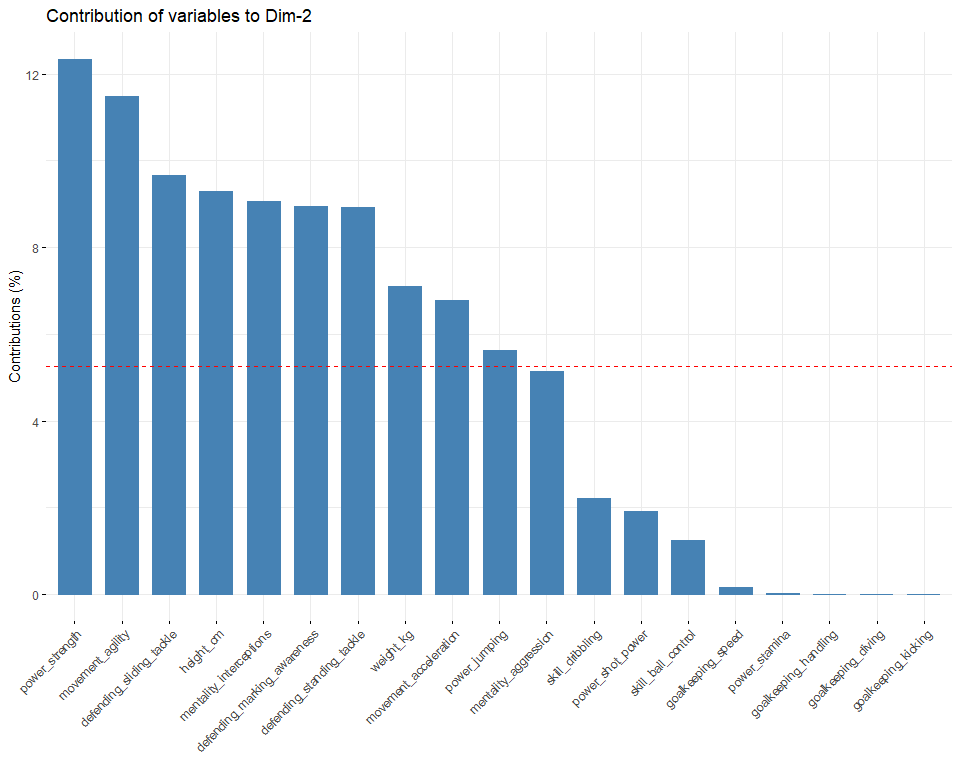 Contribution of variables to Dim-2
Contributions (%)
12
8
4
0
power_strength
movement_agility
defending_sliding_tackle
height_cm
mentality_interceptions
defending_marking_awareness
defending_standing_tackle
weight_kg
movement_acceleration
power_jumping
mentality_aggression
skill_dribbling
power_shot_power
skill_ball_control
goalkeeping_speed
power_stamina
goalkeeping_handling
goalkeeping_diving
goalkeeping_kicking